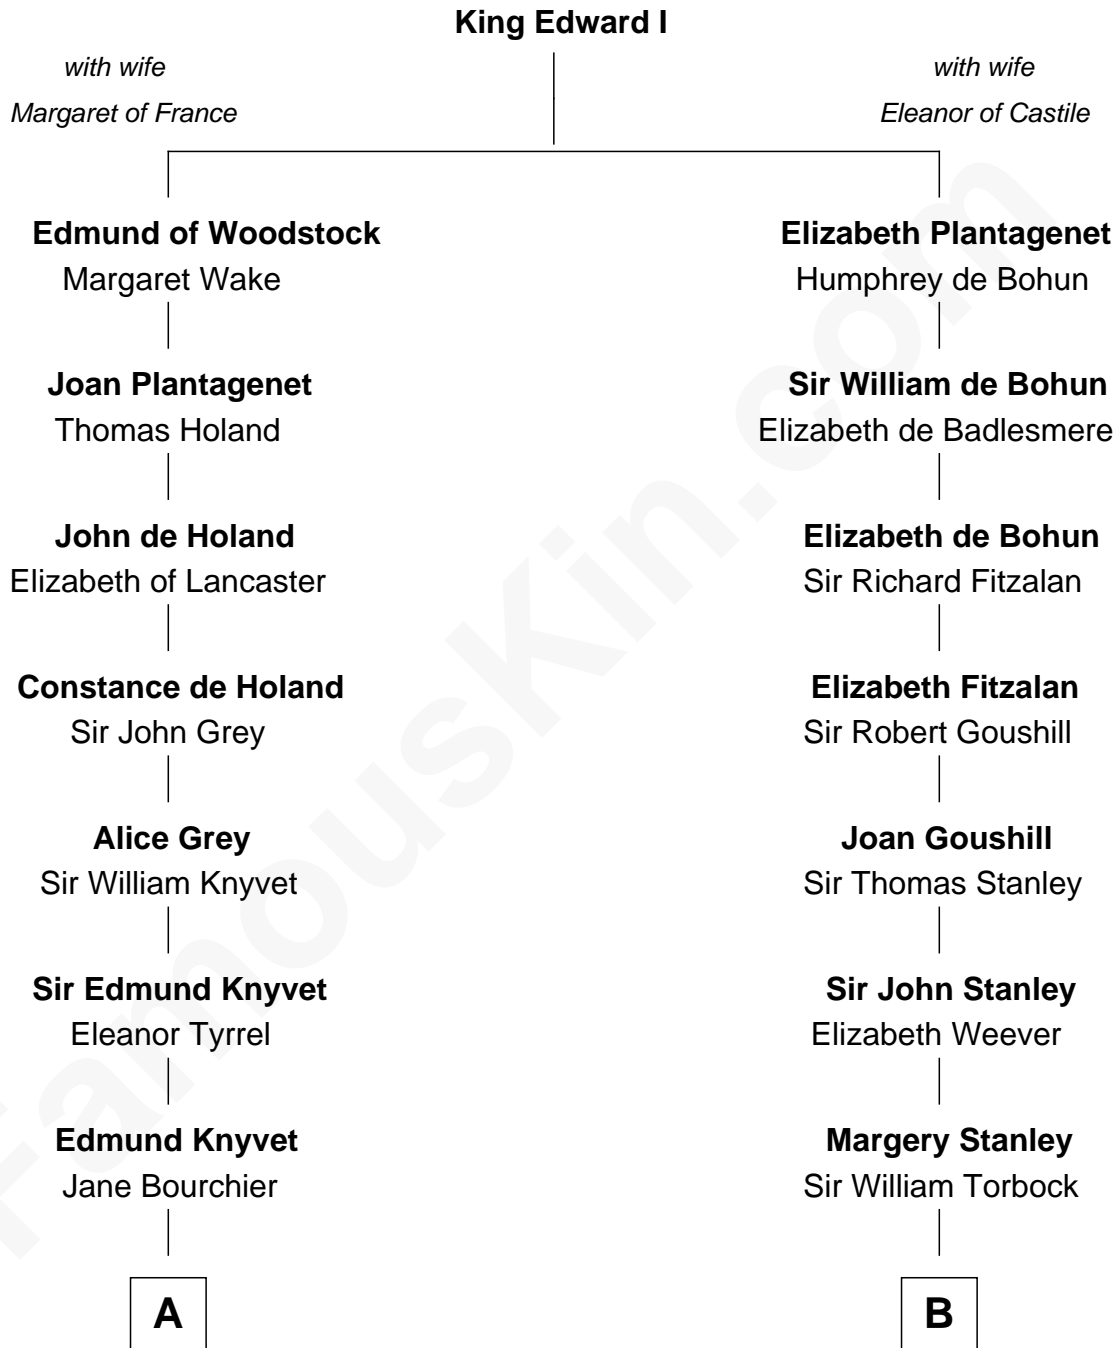 King Edward I
with wife
Margaret of France
with wife
Eleanor of Castile
Edmund of Woodstock
Margaret Wake
Elizabeth Plantagenet
Humphrey de Bohun
Joan Plantagenet
Thomas Holand
Sir William de Bohun
Elizabeth de Badlesmere
John de Holand
Elizabeth of Lancaster
Elizabeth de Bohun
Sir Richard Fitzalan
Constance de Holand
Sir John Grey
Elizabeth Fitzalan
Sir Robert Goushill
Alice Grey
Sir William Knyvet
Joan Goushill
Sir Thomas Stanley
Sir Edmund Knyvet
Eleanor Tyrrel
Sir John Stanley
Elizabeth Weever
Edmund Knyvet
Jane Bourchier
Margery Stanley
Sir William Torbock
A
B
FamousKin.com